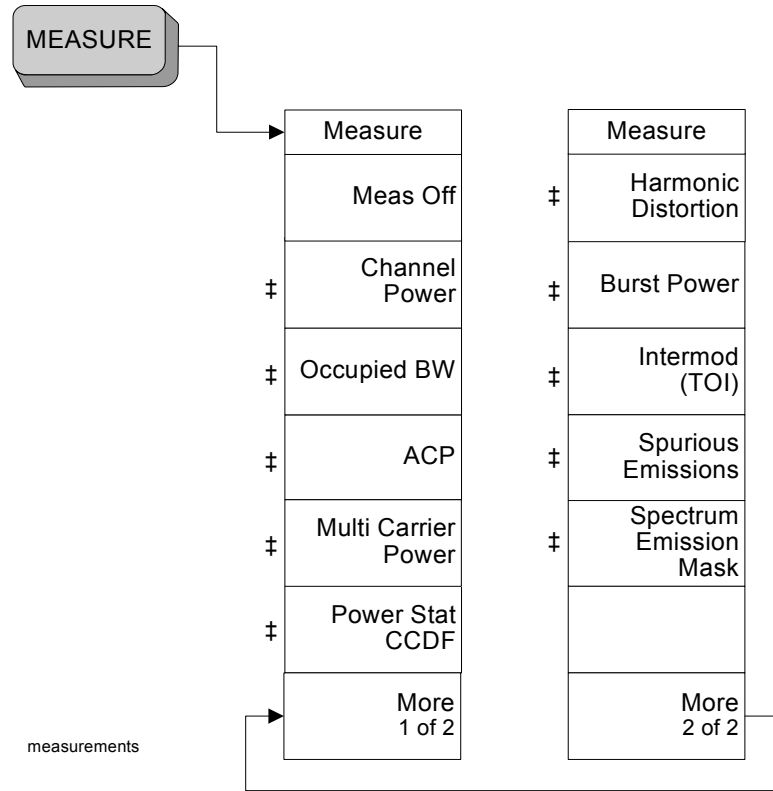 MEASURE
Measure
Meas Off
‡ Channel
Power
‡ Occupied BW
‡ ACP
‡ Multi Carrier
Power
‡ Power Stat
CCDF
More
1 of 2
Measure
‡ Harmonic
Distortion
‡ Burst Power
‡ Intermod
(TOI)
‡ Spurious
Emissions
‡ Spectrum
Emission
Mask
More
2 of 2
measurements